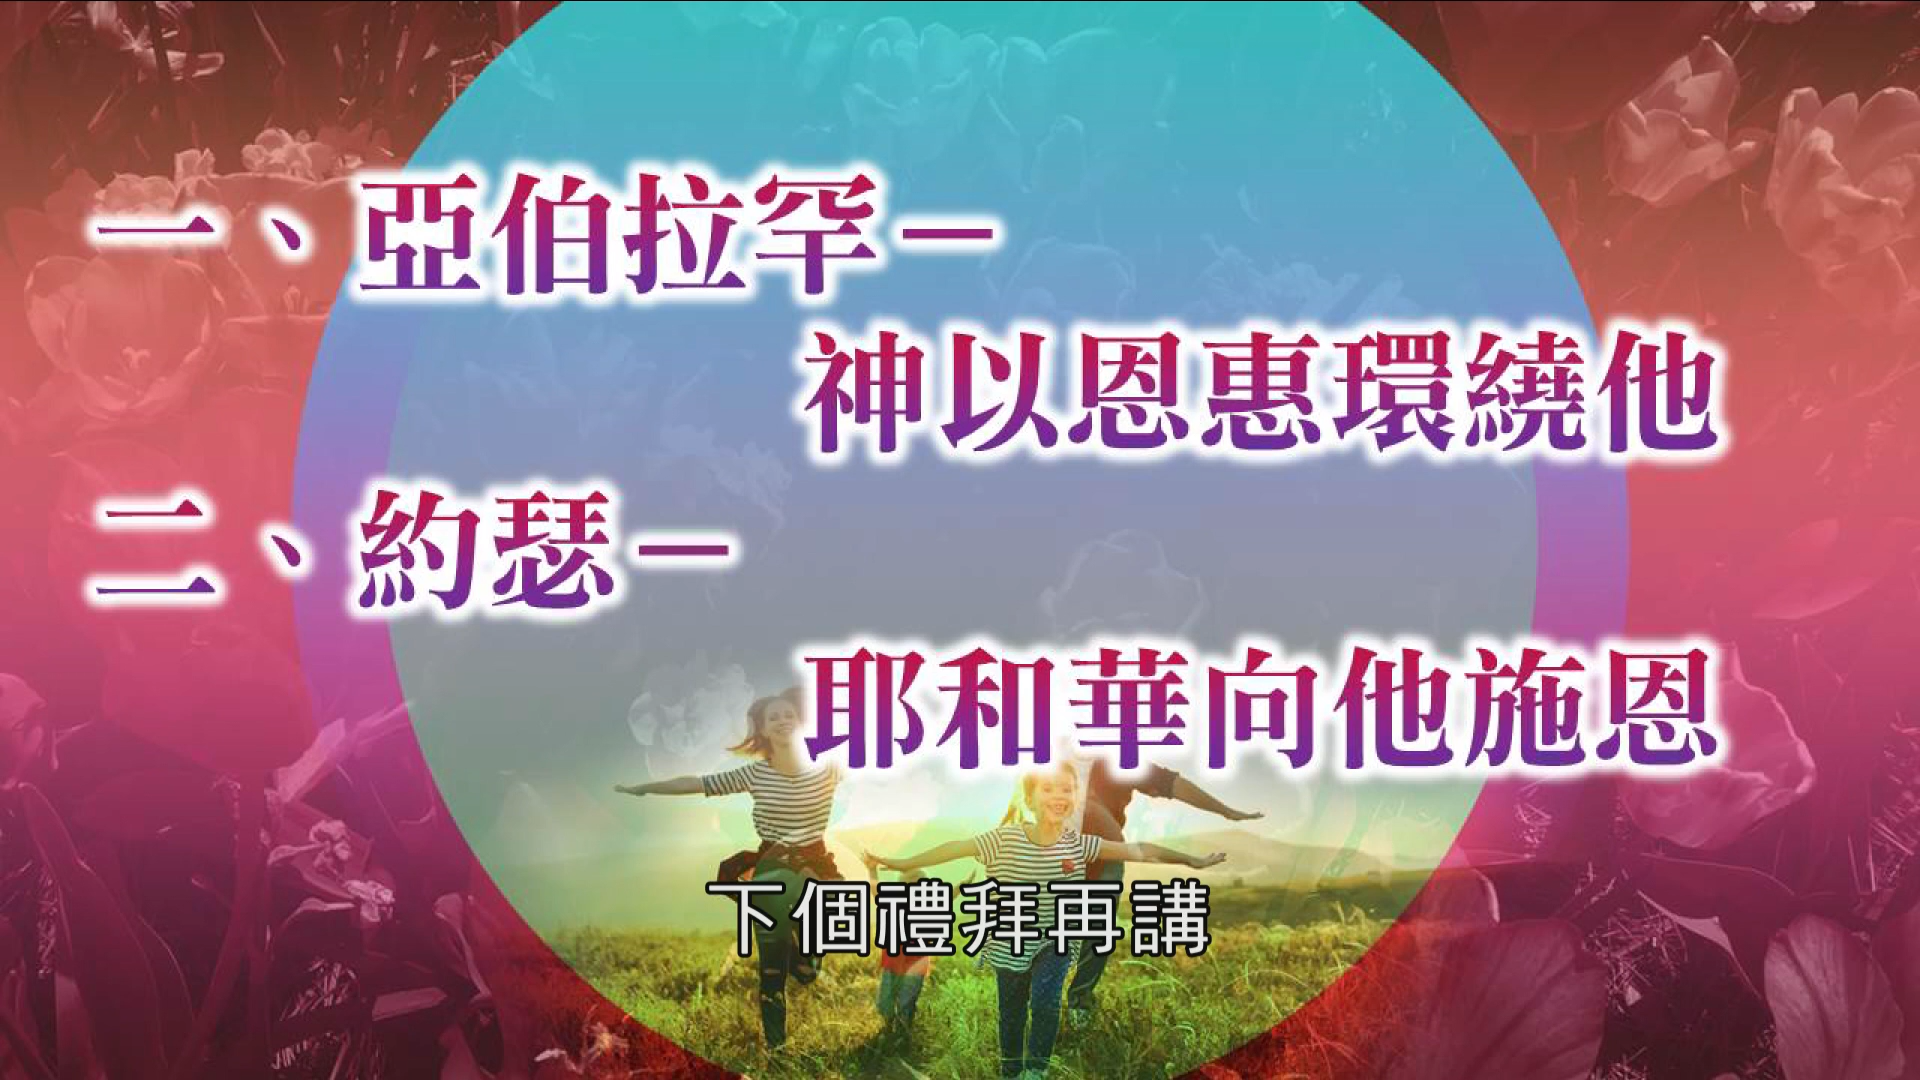 一、亞伯拉罕－
神以恩惠環繞他
二、約瑟－
耶和華向他施恩
下個禮拜再講